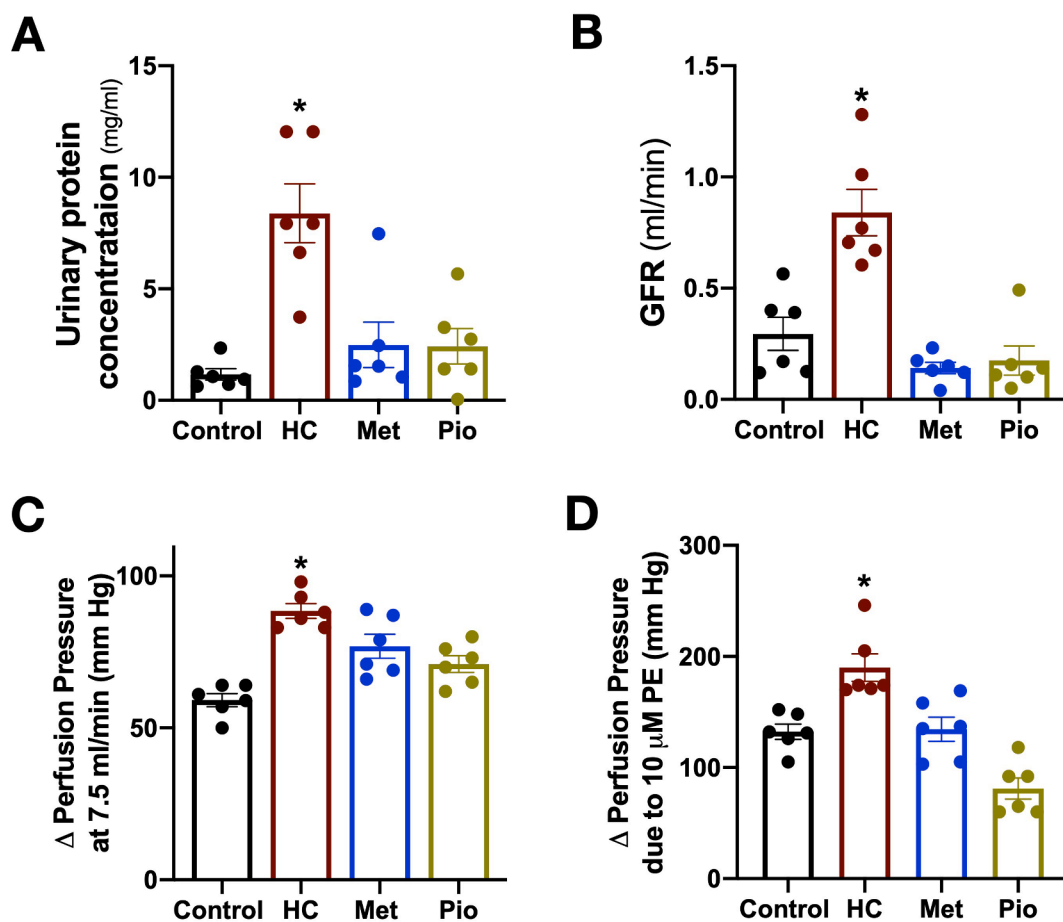 A
Urinary protein
concentrataion (mg/ml)
15
10
5
0
*
Control HC Met Pio
B
GFR (ml/min)
1.5
1.0
0.5
0.0
*
Control HC Met Pio
C
Δ Perfusion Pressure
at 7.5 ml/min (mm Hg)
100
50
0
*
Control HC Met Pio
D
Δ Perfusion Pressure
due to 10 μM PE (mm Hg)
300
200
100
0
*
Control HC Met Pio